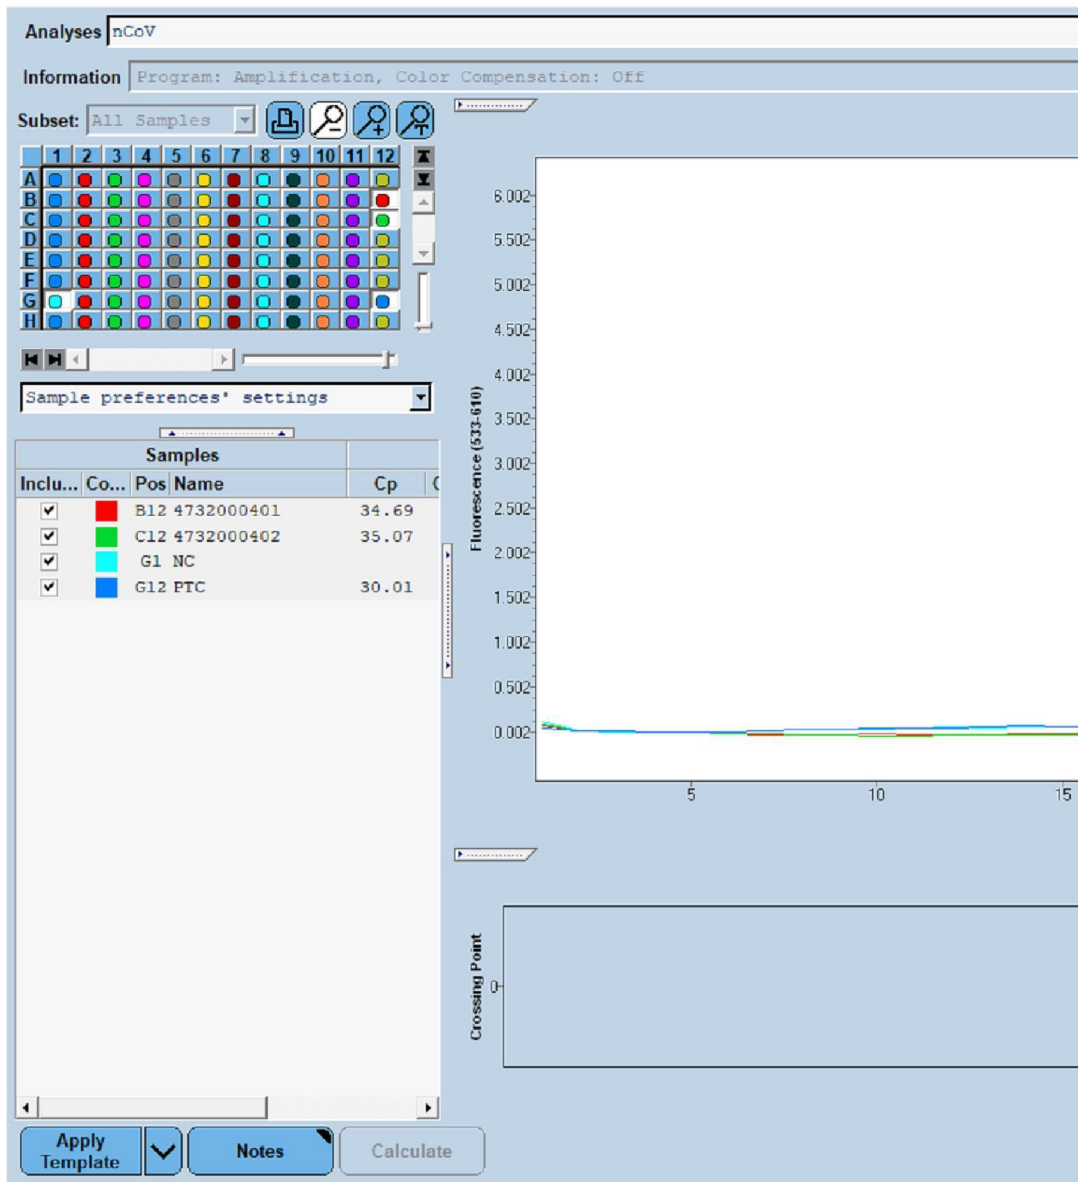 Analyses nCoV
Information Program: Amplification, Color Compensation: Off
Subset: All Samples
1 2 3 4 5 6 7 8 9 10 11 12
A
B
C
D
E
F
G
H
Sample preferences' settings
Samples
Inclu... Co... Pos Name Cp
B12 4732000401 34.69
C12 4732000402 35.07
G1 NC
G12 PTC 30.01
Apply Template
Notes
Calculate
Fluorescence (533-610)
6.002
5.502
5.002
4.502
4.002
3.502
3.002
2.502
2.002
1.502
1.002
0.502
0.002
5 10 15
Crossing Point
0